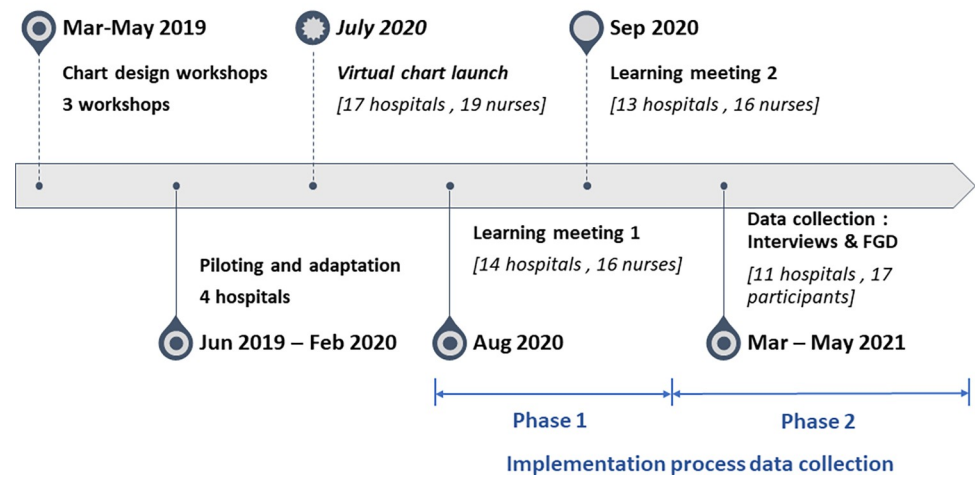 Mar-May 2019
Chart design workshops
3 workshops
July 2020
Virtual chart launch
[17 hospitals , 19 nurses]
Sep 2020
Learning meeting 2
[13 hospitals , 16 nurses]
Piloting and adaptation
4 hospitals
Jun 2019 – Feb 2020
Learning meeting 1
[14 hospitals , 16 nurses]
Aug 2020
Data collection :
Interviews & FGD
[11 hospitals , 17
participants]
Mar – May 2021
Phase 1
Phase 2
Implementation process data collection